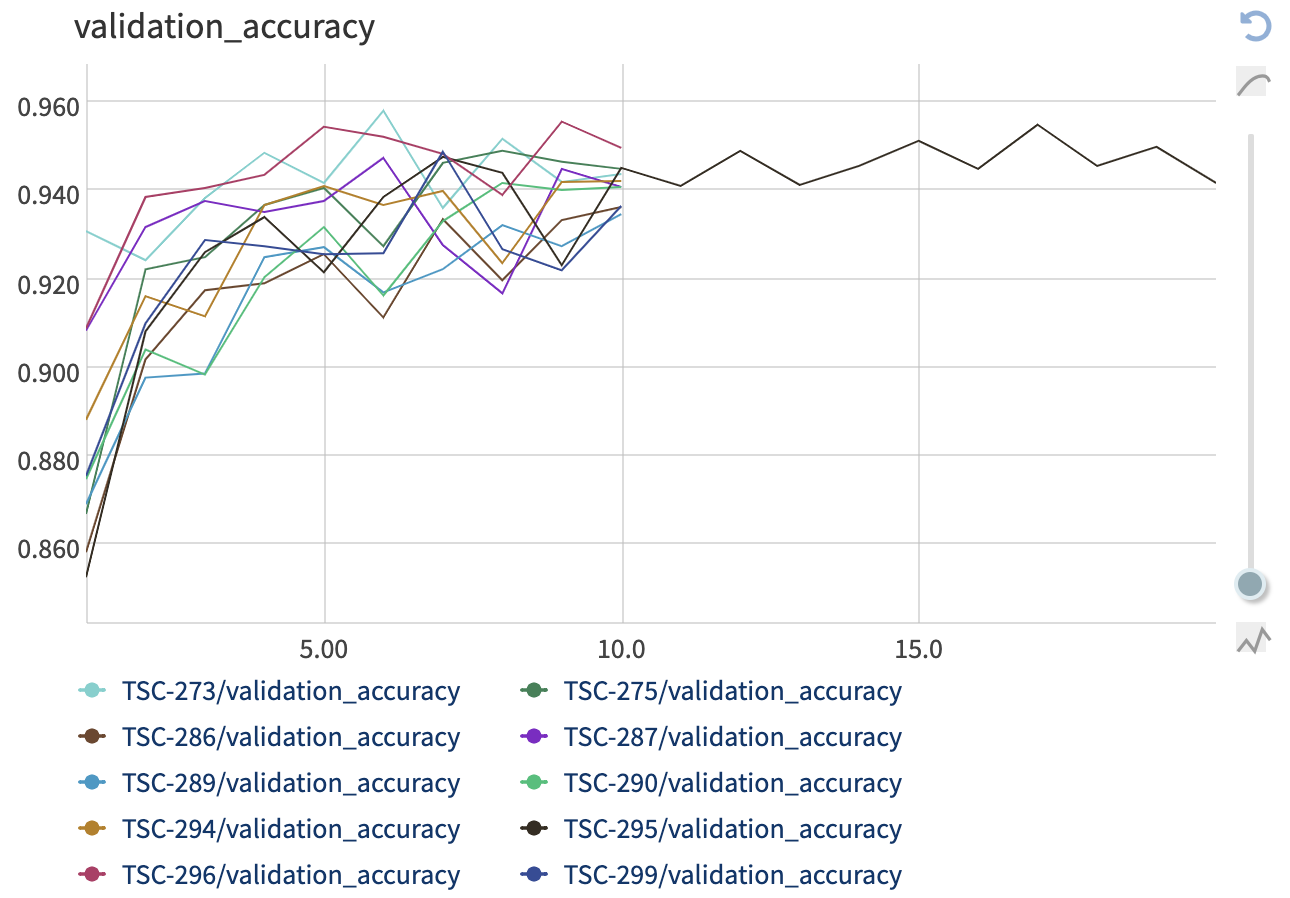 validation_accuracy
0.960
0.940
0.920
0.900
0.880
0.860
5.00 10.0 15.0
TSC-273/validation_accuracy TSC-275/validation_accuracy
TSC-286/validation_accuracy TSC-287/validation_accuracy
TSC-289/validation_accuracy TSC-290/validation_accuracy
TSC-294/validation_accuracy TSC-295/validation_accuracy
TSC-296/validation_accuracy TSC-299/validation_accuracy